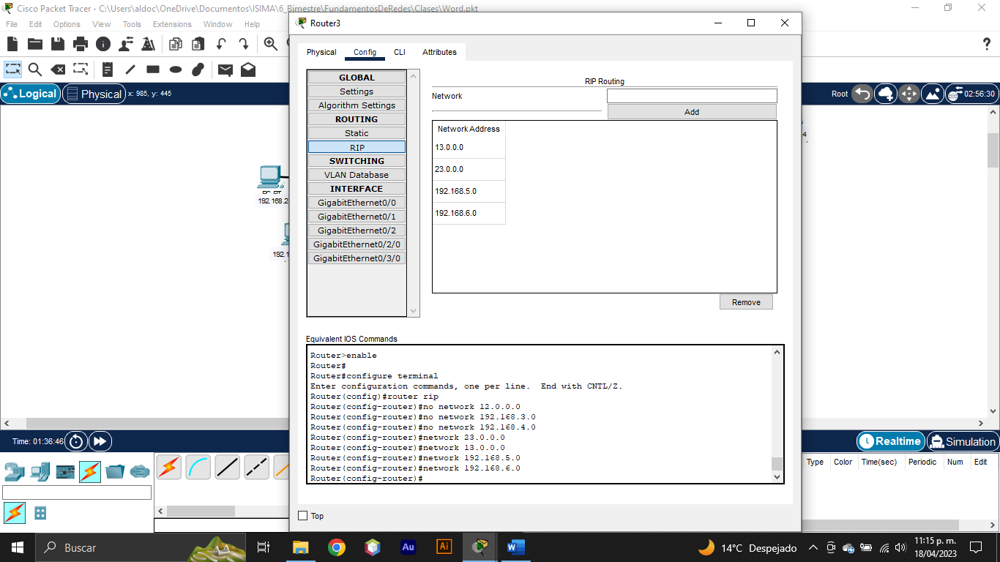 Cisco Packet Tracer - C:\Users\aldoc\OneDrive\Documentos\ISIMA\6_Bimestre\FundamentosDeRedes\Clases\Word.pkt
File Edit Options View Tools Extensions Window Help
Logical Physical x: 985, y: 445
Root 02:56:30
192.168.2
192.1
Router3
Physical Config CLI Attributes
GLOBAL
Settings
Algorithm Settings
ROUTING
Static
RIP
SWITCHING
VLAN Database
INTERFACE
GigabitEthernet0/0
GigabitEthernet0/1
GigabitEthernet0/2
GigabitEthernet0/2/0
GigabitEthernet0/3/0
RIP Routing
Network
Add
Network Address
13.0.0.0
23.0.0.0
192.168.5.0
192.168.6.0
Remove
Equivalent IOS Commands
Router>enable
Router#
Router#configure terminal
Enter configuration commands, one per line. End with CNTL/Z.
Router(config)#router rip
Router(config-router)#no network 12.0.0.0
Router(config-router)#no network 192.168.3.0
Router(config-router)#no network 192.168.4.0
Router(config-router)#network 23.0.0.0
Router(config-router)#network 13.0.0.0
Router(config-router)#network 192.168.5.0
Router(config-router)#network 192.168.6.0
Router(config-router)#
Top
Time: 01:36:46
Realtime Simulation
Type Color Time(sec) Periodic Num Edit
Buscar
Au
Ai
14°C Despejado
11:15 p. m.
18/04/2023